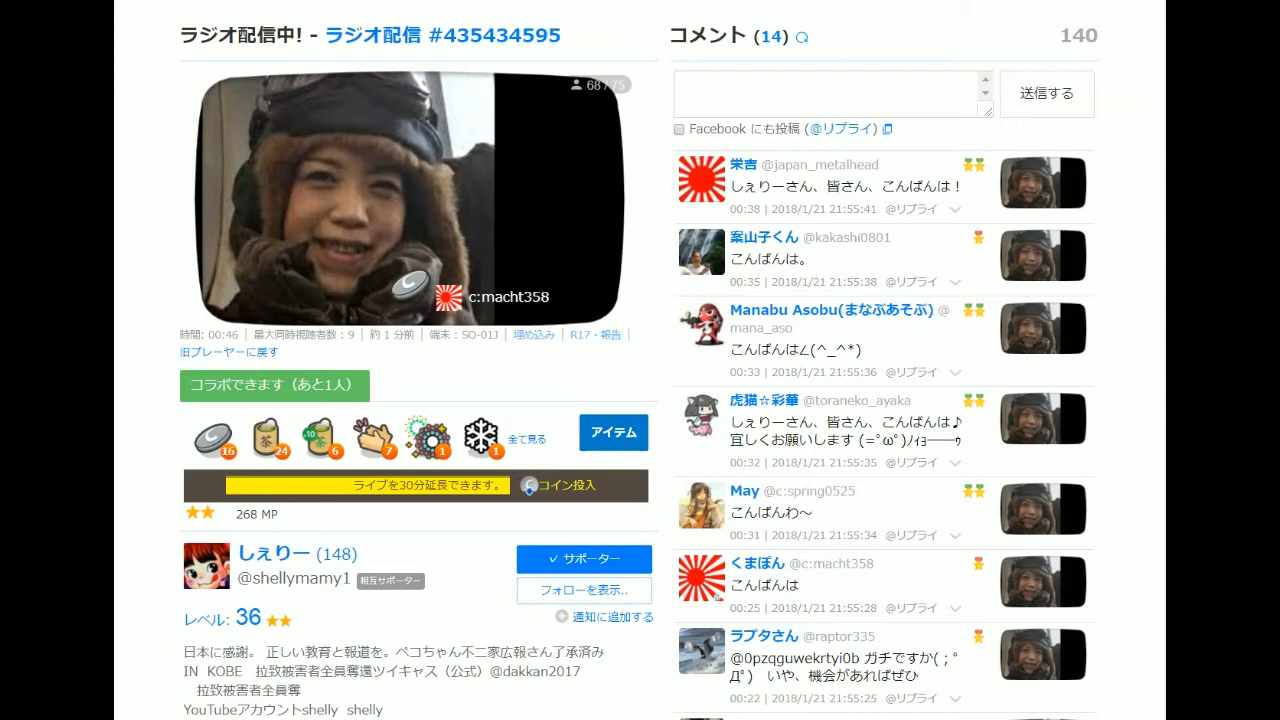 ラジオ配信中! - ラジオ配信 #435434595
68 / 75
c:macht358
時間: 00:46 | 最大同時視聴者数 : 9 | 約 1 分前 | 端末 : SO-01J | 埋め込み | R17・報告 |
旧プレーヤーに戻す
コラボできます（あと1人）
16 茶 24 ×10 茶 6 7 1 1 全て見る アイテム
ライブを30分延長できます。 C コイン投入
268 MP
しぇりー (148)
@shellymamy1 相互サポーター
✓ サポーター
フォローを表示..
レベル: 36
通知に追加する
日本に感謝。 正しい教育と報道を。ペコちゃん不二家広報さん了承済み
IN KOBE 拉致被害者全員奪還ツイキャス（公式）@dakkan2017
拉致被害者全員奪
YouTubeアカウントshelly shelly
コメント (14)
140
送信する
Facebook にも投稿 (@リプライ)
栄吉 @japan_metalhead
しぇりーさん、皆さん、こんばんは！
00:38 | 2018/1/21 21:55:41 @リプライ
案山子くん @kakashi0801
こんばんは。
00:35 | 2018/1/21 21:55:38 @リプライ
Manabu Asobu(まなぶあそぶ) @
mana_aso
こんばんは∠(^_^*)
00:33 | 2018/1/21 21:55:36 @リプライ
虎猫☆彩華 @toraneko_ayaka
しぇりーさん、皆さん、こんばんは♪
宜しくお願いします (=ﾟωﾟ)ﾉｨｮ───ｩ
00:32 | 2018/1/21 21:55:35 @リプライ
May @c:spring0525
こんばんわ～
00:31 | 2018/1/21 21:55:34 @リプライ
くまぽん @c:macht358
こんばんは
00:25 | 2018/1/21 21:55:28 @リプライ
ラプタさん @raptor335
@0pzqguwekrtyi0b ガチですか( ; ﾟ
Дﾟ) いや、機会があればぜひ
00:22 | 2018/1/21 21:55:25 @リプライ